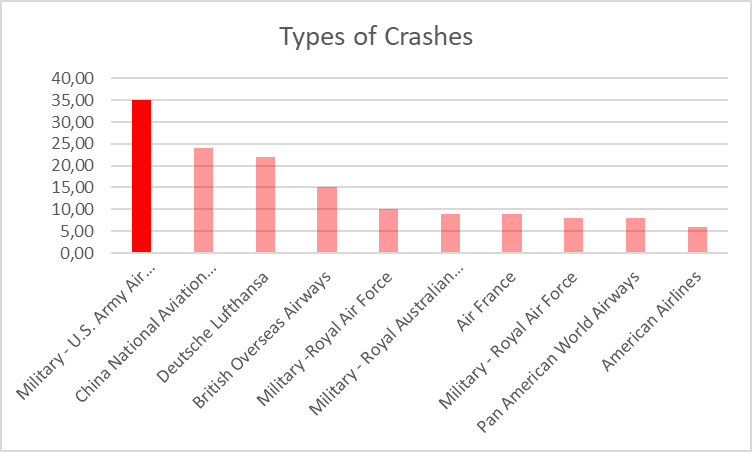 Types of Crashes
40,00
35,00
30,00
25,00
20,00
15,00
10,00
5,00
0,00
Military - U.S. Army Air...
China National Aviation...
Deutsche Lufthansa
British Overseas Airways
Military -Royal Air Force
Military - Royal Australian...
Air France
Military - Royal Air Force
Pan American World Airways
American Airlines